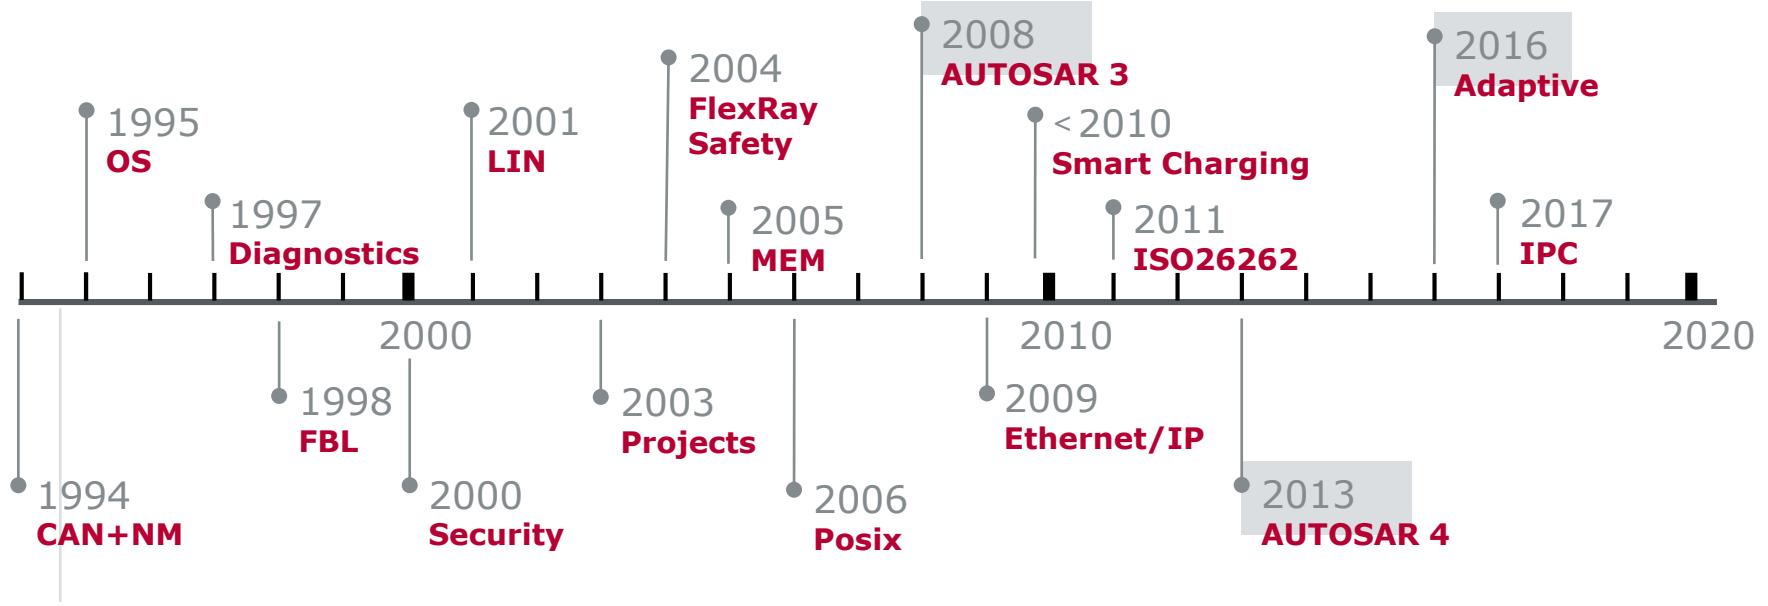 2008
AUTOSAR 3
2016
Adaptive
2004
FlexRay
Safety
1995
OS
2001
LIN
< 2010
Smart Charging
1997
Diagnostics
2005
MEM
2011
ISO26262
2017
IPC
2000
2010
2020
1998
FBL
2003
Projects
2009
Ethernet/IP
1994
CAN+NM
2000
Security
2006
Posix
2013
AUTOSAR 4